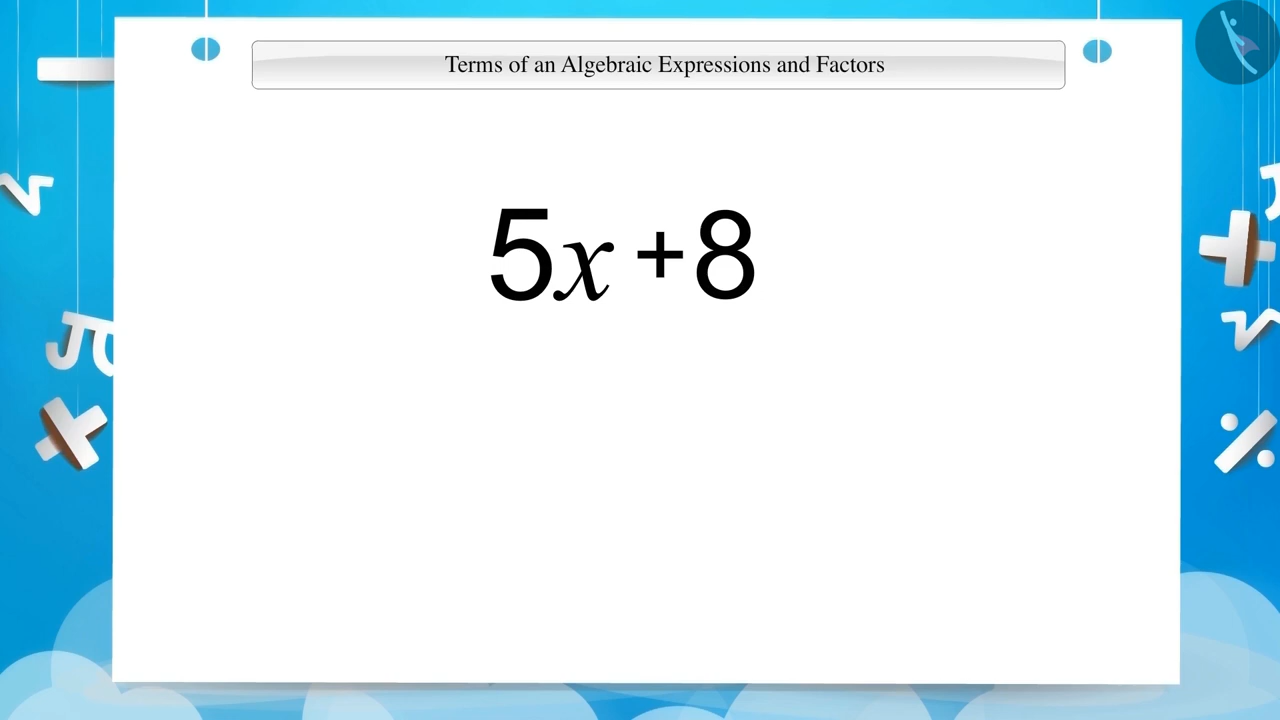 Terms of an Algebraic Expressions and Factors
5x +8